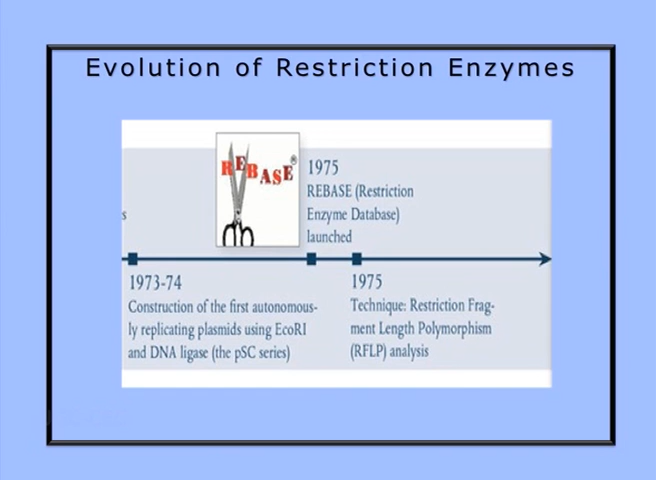 Evolution of Restriction Enzymes
REBASE®
1975
REBASE (Restriction
Enzyme Database)
launched
s
1973-74
Construction of the first autonomous-
ly replicating plasmids using EcoRI
and DNA ligase (the pSC series)
1975
Technique: Restriction Frag-
ment Length Polymorphism
(RFLP) analysis